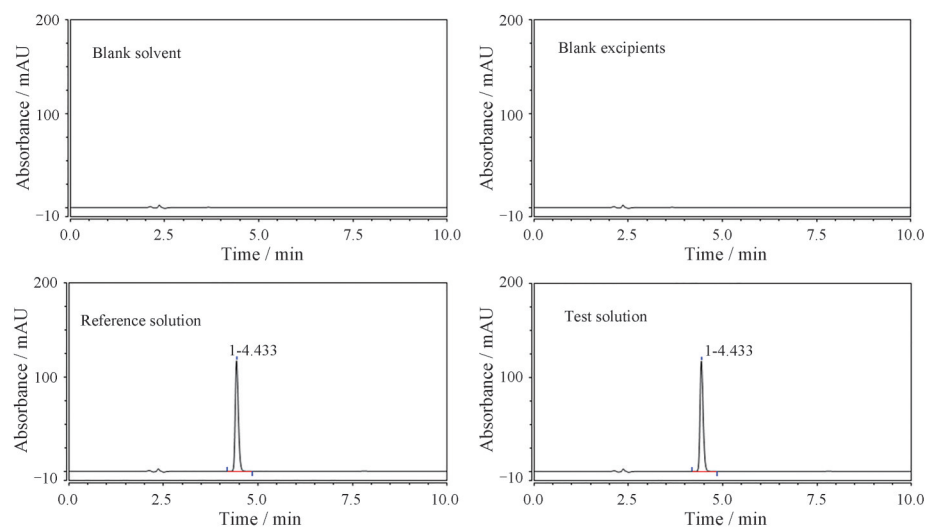 200
100
−10
Absorbance / mAU
Blank solvent
0.0 2.5 5.0 7.5 10.0
Time / min
200
100
−10
Absorbance / mAU
Blank excipients
0.0 2.5 5.0 7.5 10.0
Time / min
200
100
−10
Absorbance / mAU
Reference solution
1-4.433
0.0 2.5 5.0 7.5 10.0
Time / min
200
100
−10
Absorbance / mAU
Test solution
1-4.433
0.0 2.5 5.0 7.5 10.0
Time / min